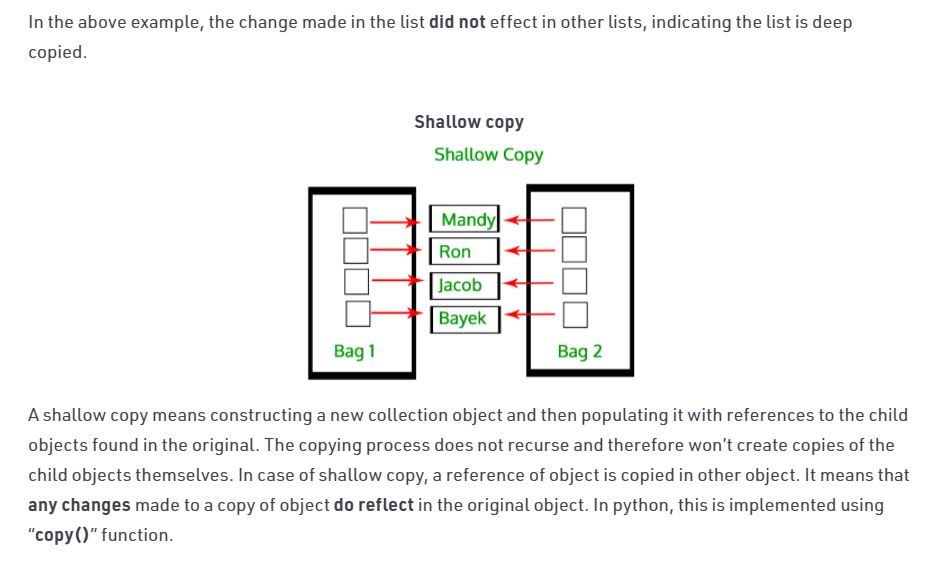 In the above example, the change made in the list did not effect in other lists, indicating the list is deep
copied.
Shallow copy
Shallow Copy
Mandy
Ron
Jacob
Bayek
Bag 1
Bag 2
A shallow copy means constructing a new collection object and then populating it with references to the child
objects found in the original. The copying process does not recurse and therefore won’t create copies of the
child objects themselves. In case of shallow copy, a reference of object is copied in other object. It means that
any changes made to a copy of object do reflect in the original object. In python, this is implemented using
“copy()” function.